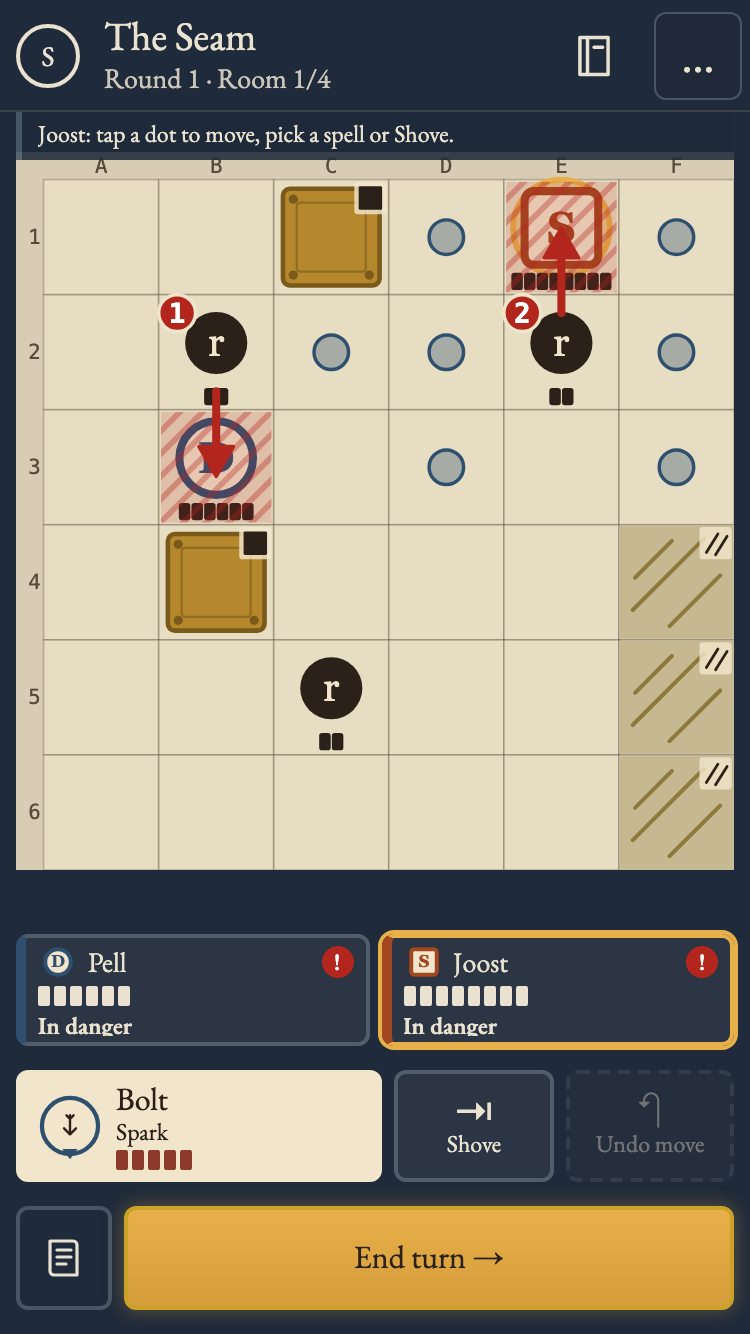 S
The Seam
Round 1 · Room 1/4
...
Joost: tap a dot to move, pick a spell or Shove.
A B C D E F
1
S
2
1
r
2
r
3
D
4
5
r
6
D Pell !
In danger
S Joost !
In danger
Bolt
Spark
Shove
Undo move
End turn →